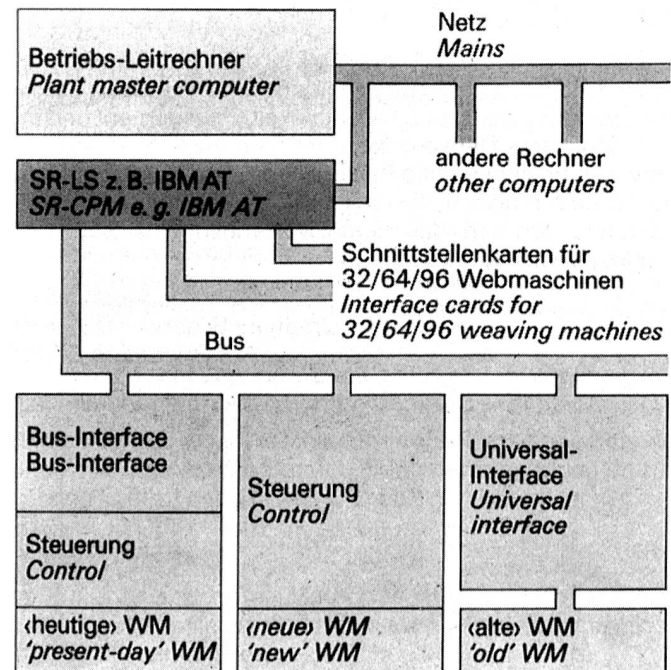 Netz
Mains
Betriebs-Leitrechner
Plant master computer
andere Rechner
other computers
SR-LS z. B. IBM AT
SR-CPM e. g. IBM AT
Schnittstellenkarten für
32/64/96 Webmaschinen
Interface cards for
32/64/96 weaving machines
Bus
Bus-Interface
Bus-Interface
Steuerung
Control
‹heutige› WM
'present-day' WM
Steuerung
Control
‹neue› WM
'new' WM
Universal-
Interface
Universal
interface
‹alte› WM
'old' WM